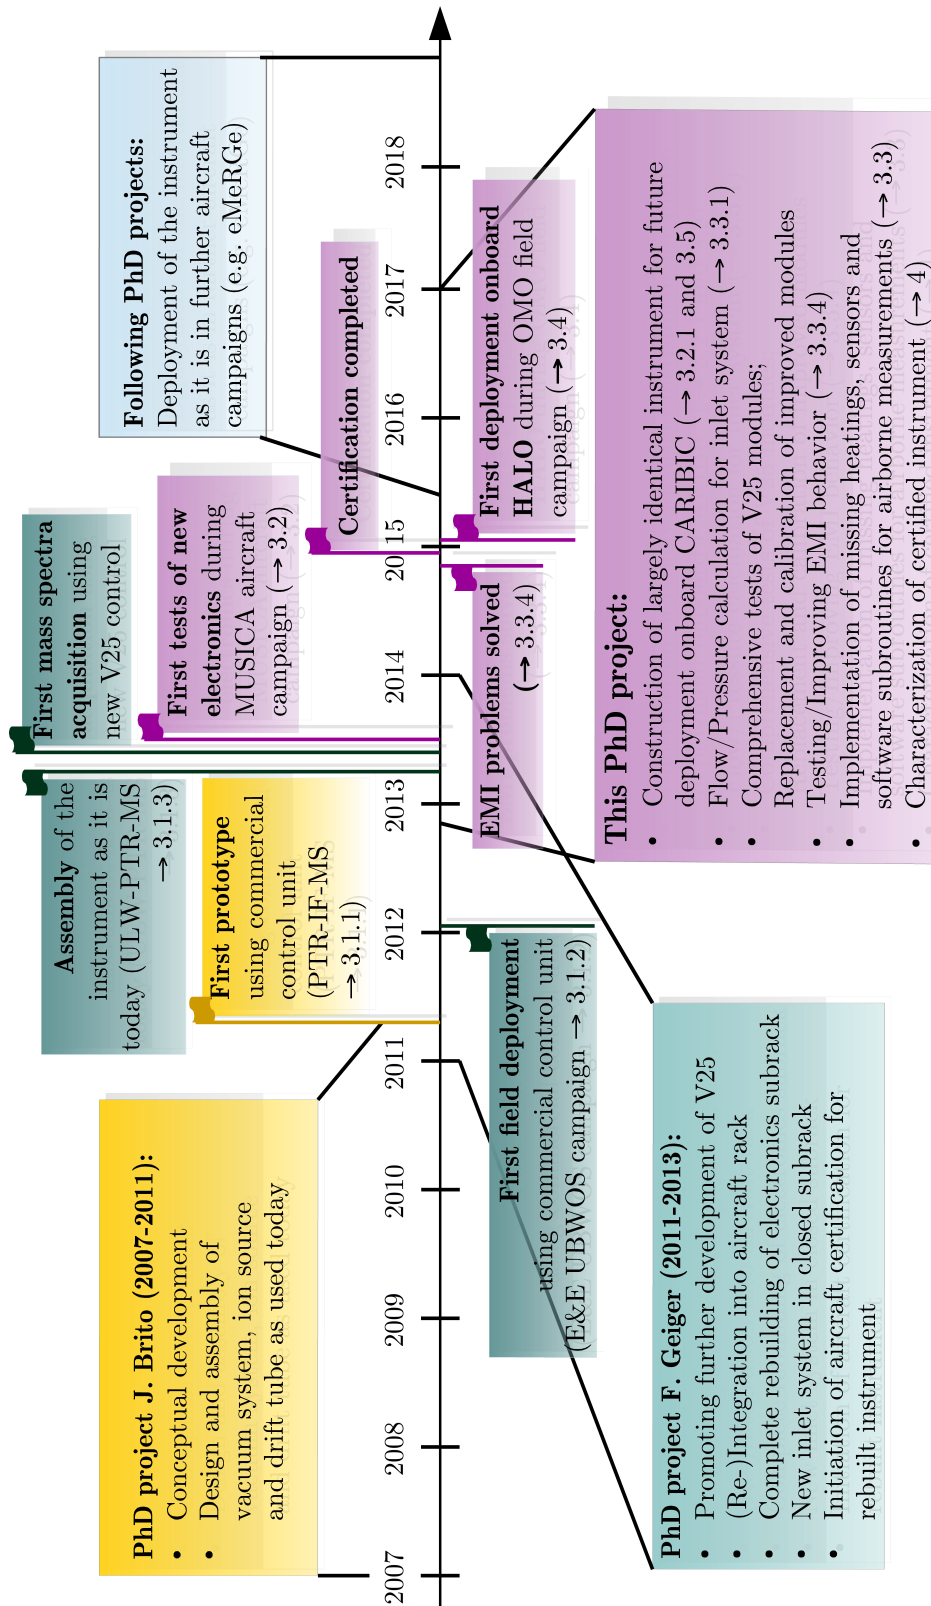 PhD project J. Brito (2007-2011):
• Conceptual development
• Design and assembly of
vacuum system, ion source
and drift tube as used today
Assembly of the
instrument as it is
today (ULW-PTR-MS
→ 3.1.3)
First prototype
using commercial
control unit
(PTR-IF-MS
→ 3.1.1)
First mass spectra
acquisition using
new V25 control
First tests of new
electronics during
MUSICA aircraft
campaign (→ 3.2)
Certification completed
Following PhD projects:
Deployment of the instrument
as it is in further aircraft
campaigns (e.g. eMeRGe)
2007
2008
2009
2010
2011
2012
2013
2014
2015
2016
2017
2018
First field deployment
using commercial control unit
(E&E UBWOS campaign → 3.1.2)
EMI problems solved
(→ 3.3.4)
First deployment onboard
HALO during OMO field
campaign (→ 3.4)
PhD project F. Geiger (2011-2013):
• Promoting further development of V25
• (Re-)Integration into aircraft rack
• Complete rebuilding of electronics subrack
• New inlet system in closed subrack
• Initiation of aircraft certification for
rebuilt instrument
This PhD project:
• Construction of largely identical instrument for future
deployment onboard CARIBIC (→ 3.2.1 and 3.5)
• Flow/Pressure calculation for inlet system (→ 3.3.1)
• Comprehensive tests of V25 modules;
Replacement and calibration of improved modules
• Testing/Improving EMI behavior (→ 3.3.4)
• Implementation of missing heatings, sensors and
software subroutines for airborne measurements (→ 3.3)
• Characterization of certified instrument (→ 4)